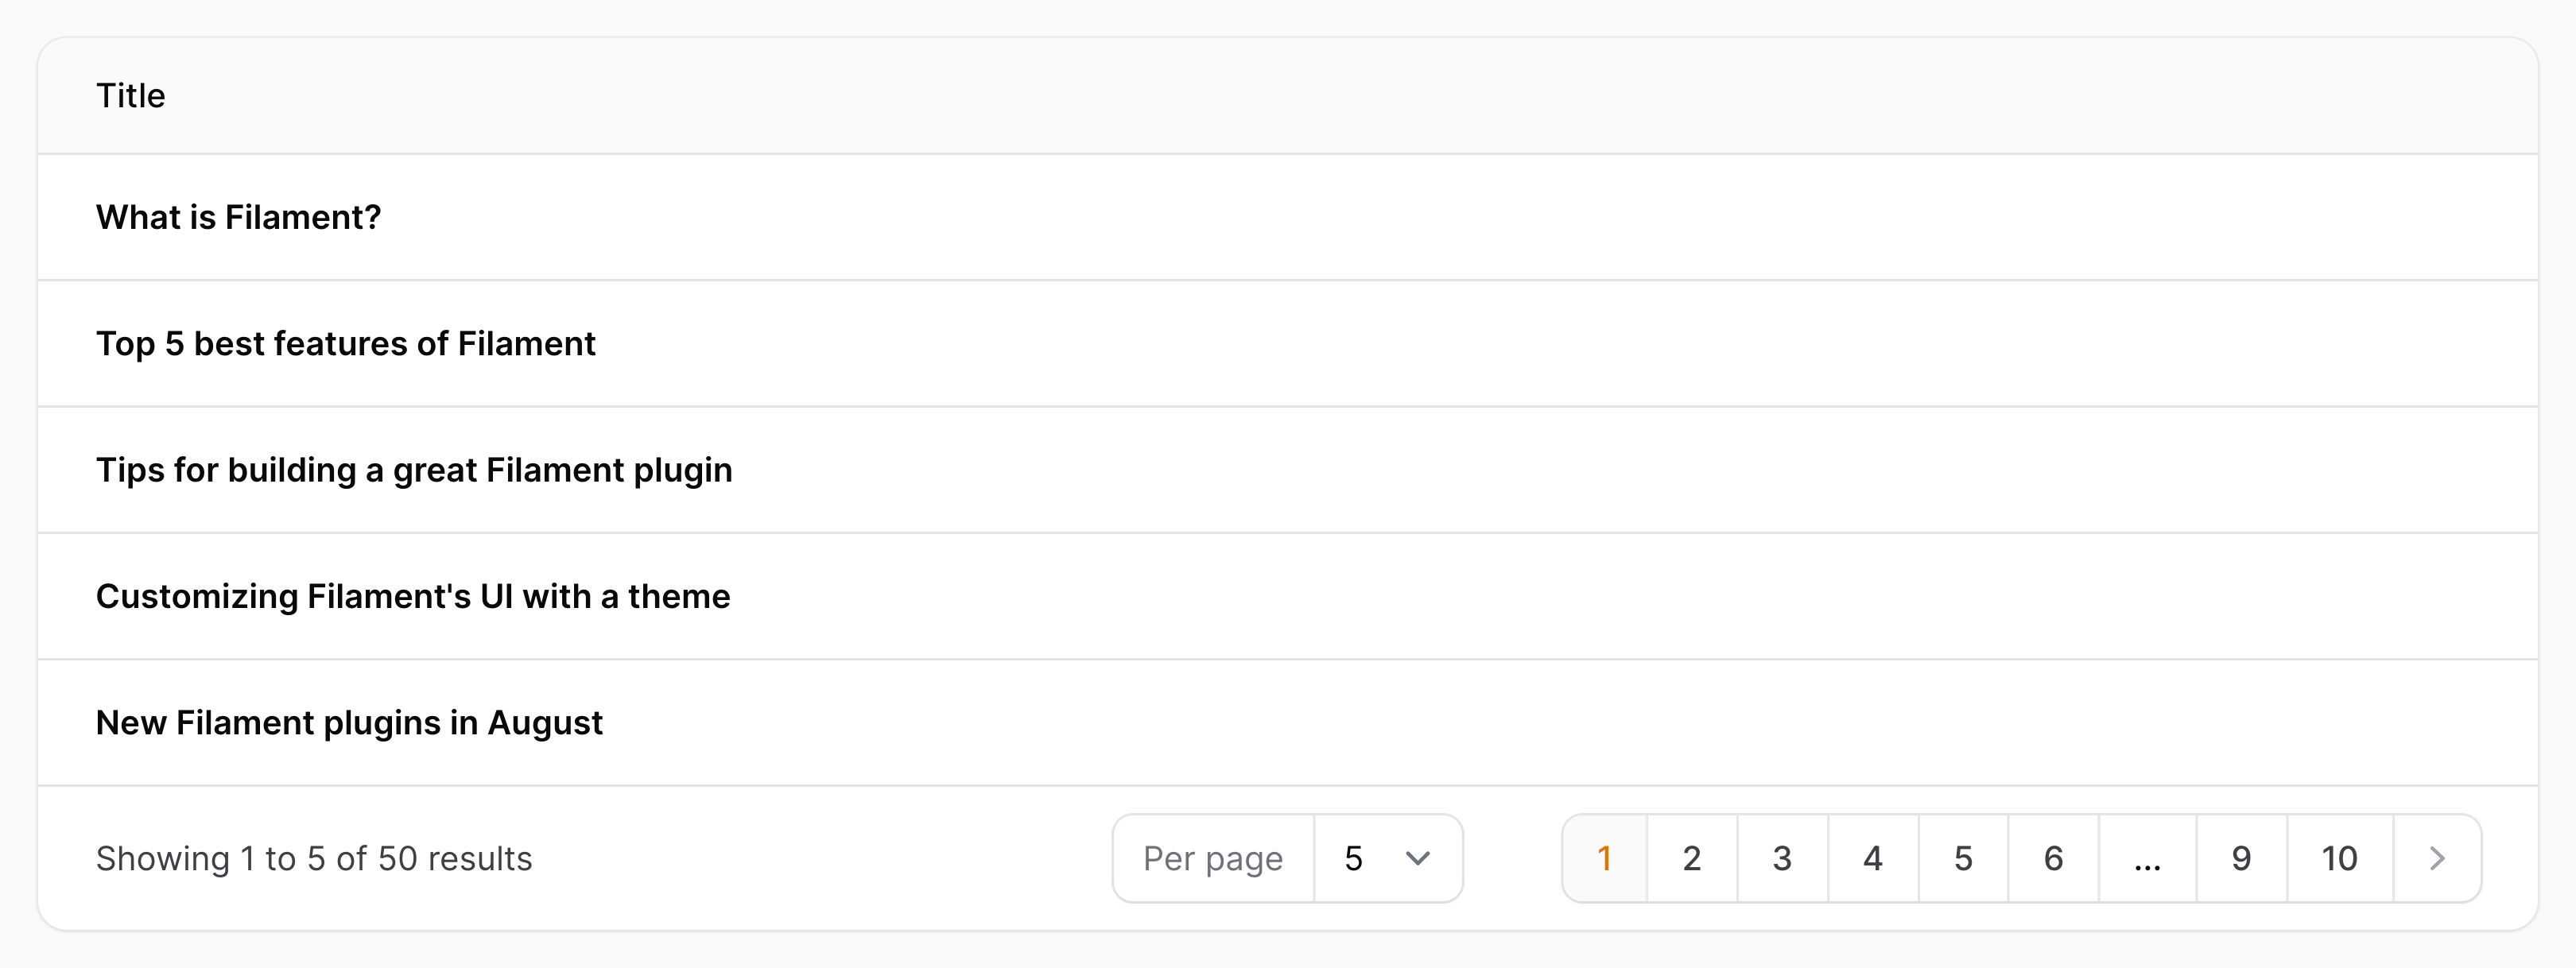 Title
What is Filament?
Top 5 best features of Filament
Tips for building a great Filament plugin
Customizing Filament's UI with a theme
New Filament plugins in August
Showing 1 to 5 of 50 results Per page 5 1 2 3 4 5 6 ... 9 10